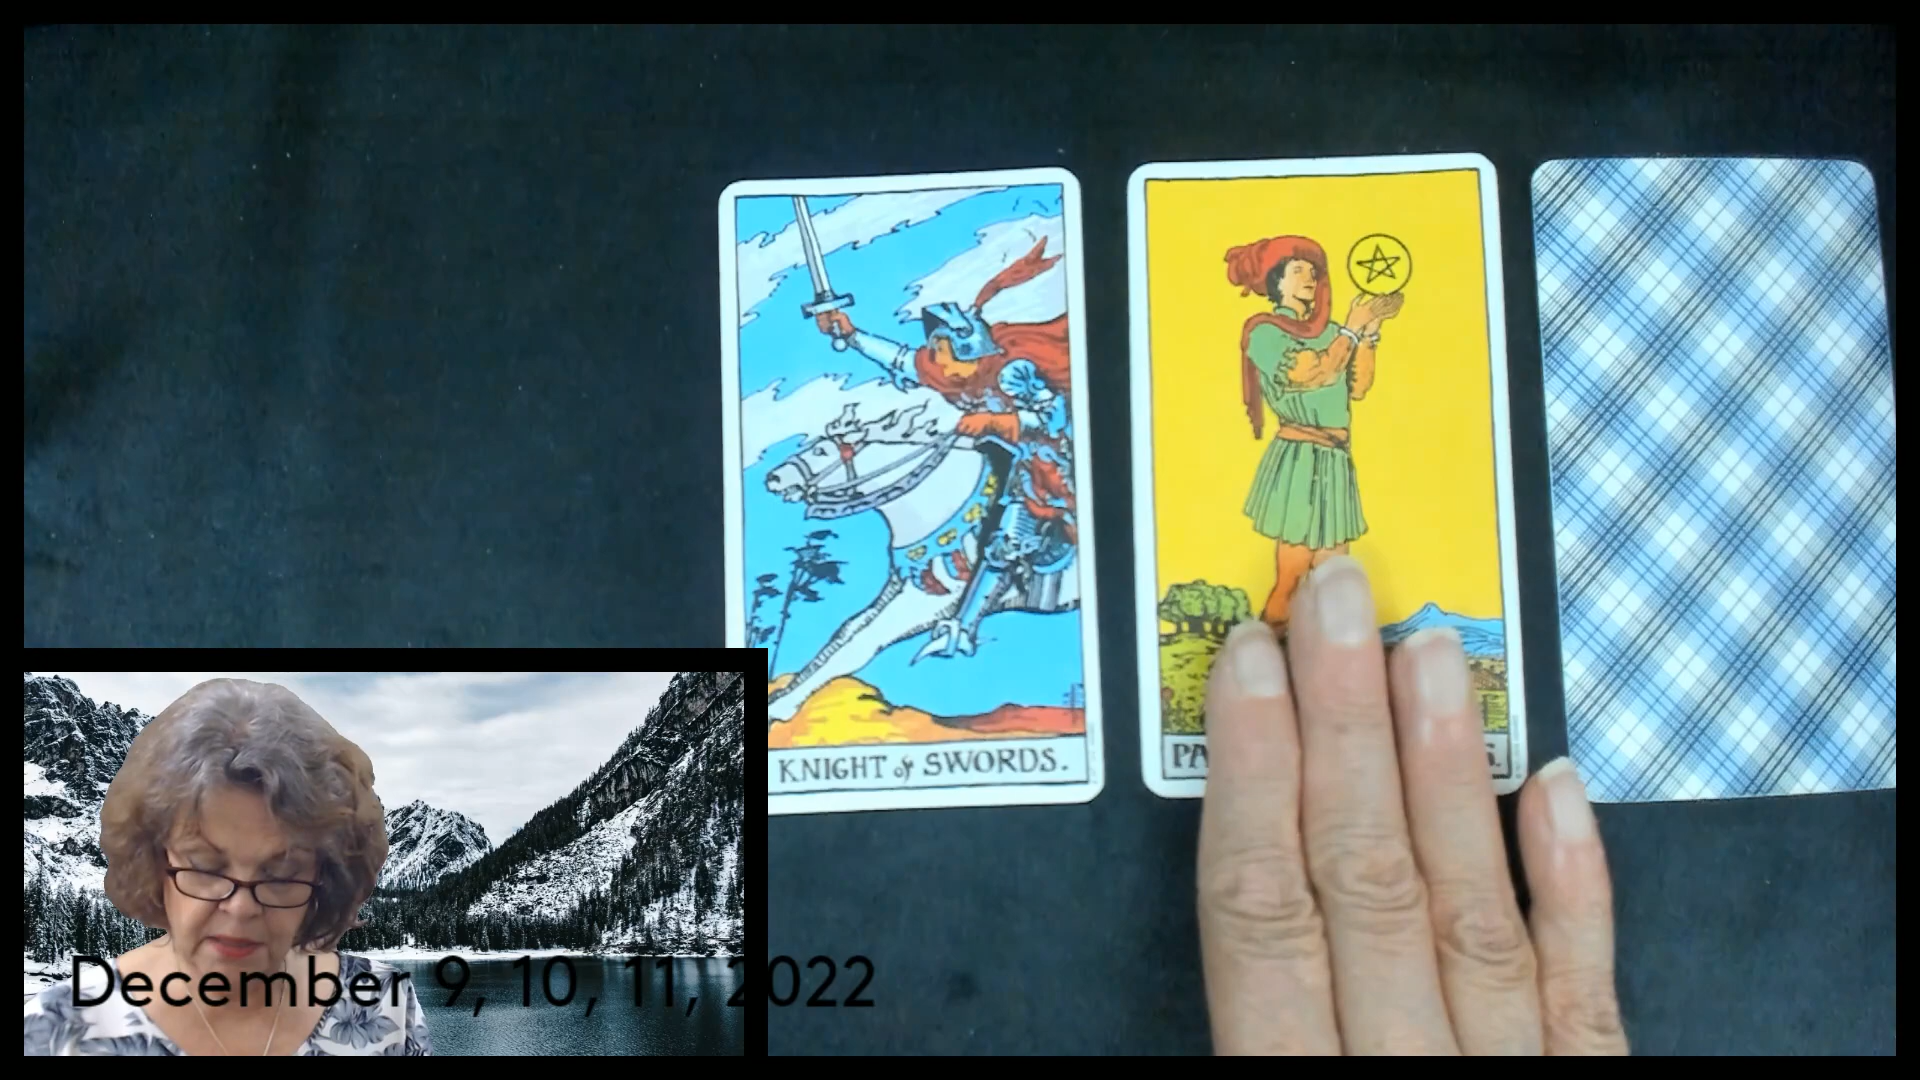 KNIGHT of SWORDS.
December 9, 10, 11, 2022